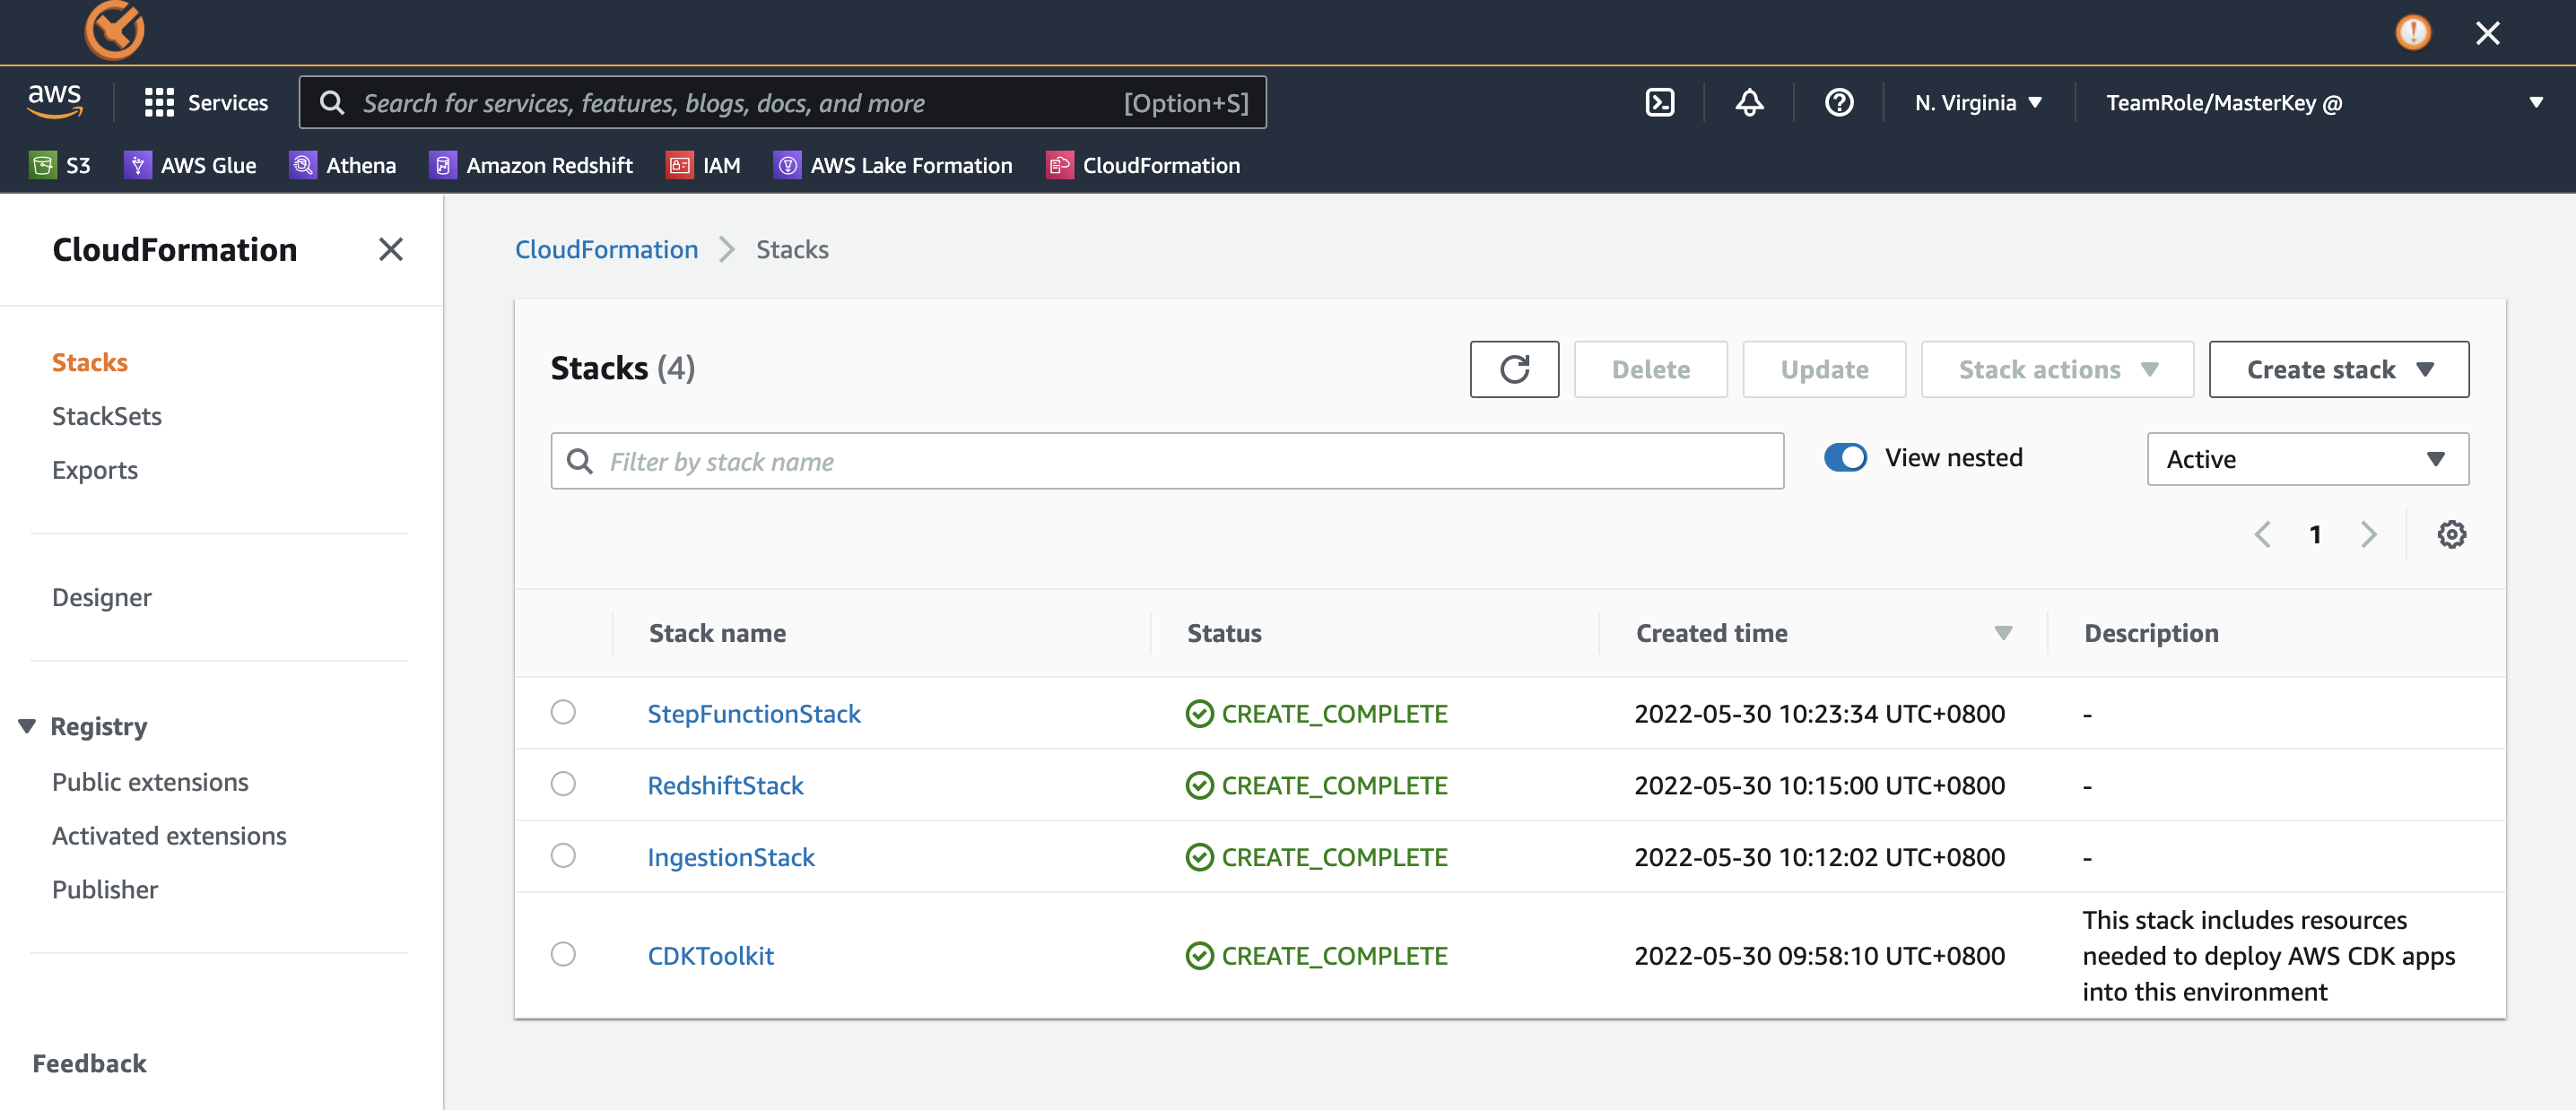 aws
Services
Search for services, features, blogs, docs, and more
[Option+S]
N. Virginia
TeamRole/MasterKey @
S3
AWS Glue
Athena
Amazon Redshift
IAM
AWS Lake Formation
CloudFormation
CloudFormation
Stacks
StackSets
Exports
Designer
Registry
Public extensions
Activated extensions
Publisher
Feedback
CloudFormation
Stacks
Stacks (4)
Delete
Update
Stack actions
Create stack
Filter by stack name
View nested
Active
1
Stack name
Status
Created time
Description
StepFunctionStack
CREATE_COMPLETE
2022-05-30 10:23:34 UTC+0800
-
RedshiftStack
CREATE_COMPLETE
2022-05-30 10:15:00 UTC+0800
-
IngestionStack
CREATE_COMPLETE
2022-05-30 10:12:02 UTC+0800
-
CDKToolkit
CREATE_COMPLETE
2022-05-30 09:58:10 UTC+0800
This stack includes resources
needed to deploy AWS CDK apps
into this environment